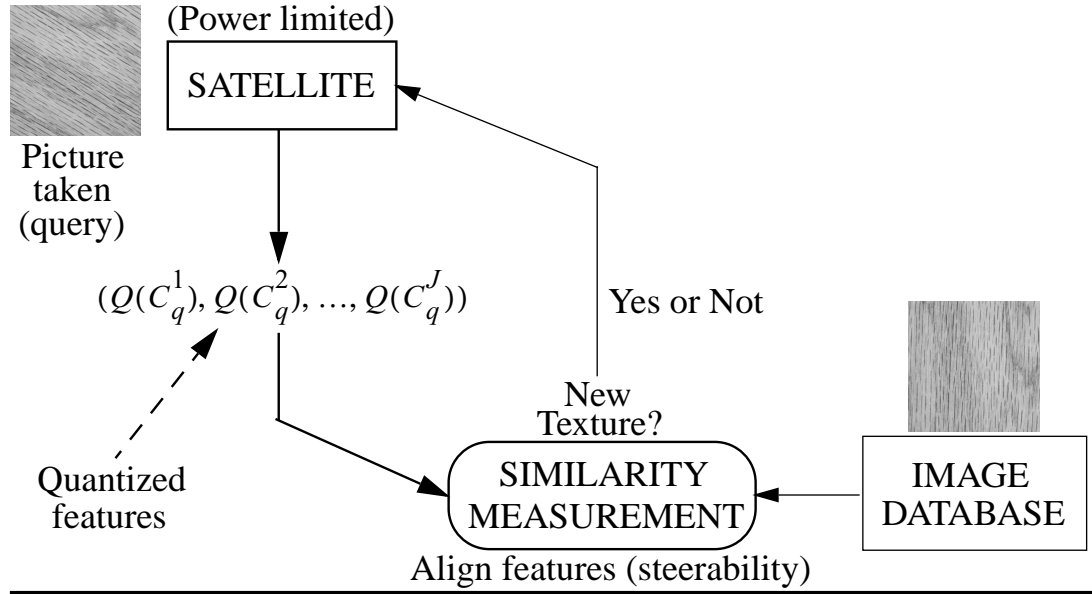 (Power limited)
SATELLITE
Picture
taken
(query)
(Q(C_q^1), Q(C_q^2), …, Q(C_q^J))
Yes or Not
New
Texture?
Quantized
features
SIMILARITY
MEASUREMENT
IMAGE
DATABASE
Align features (steerability)